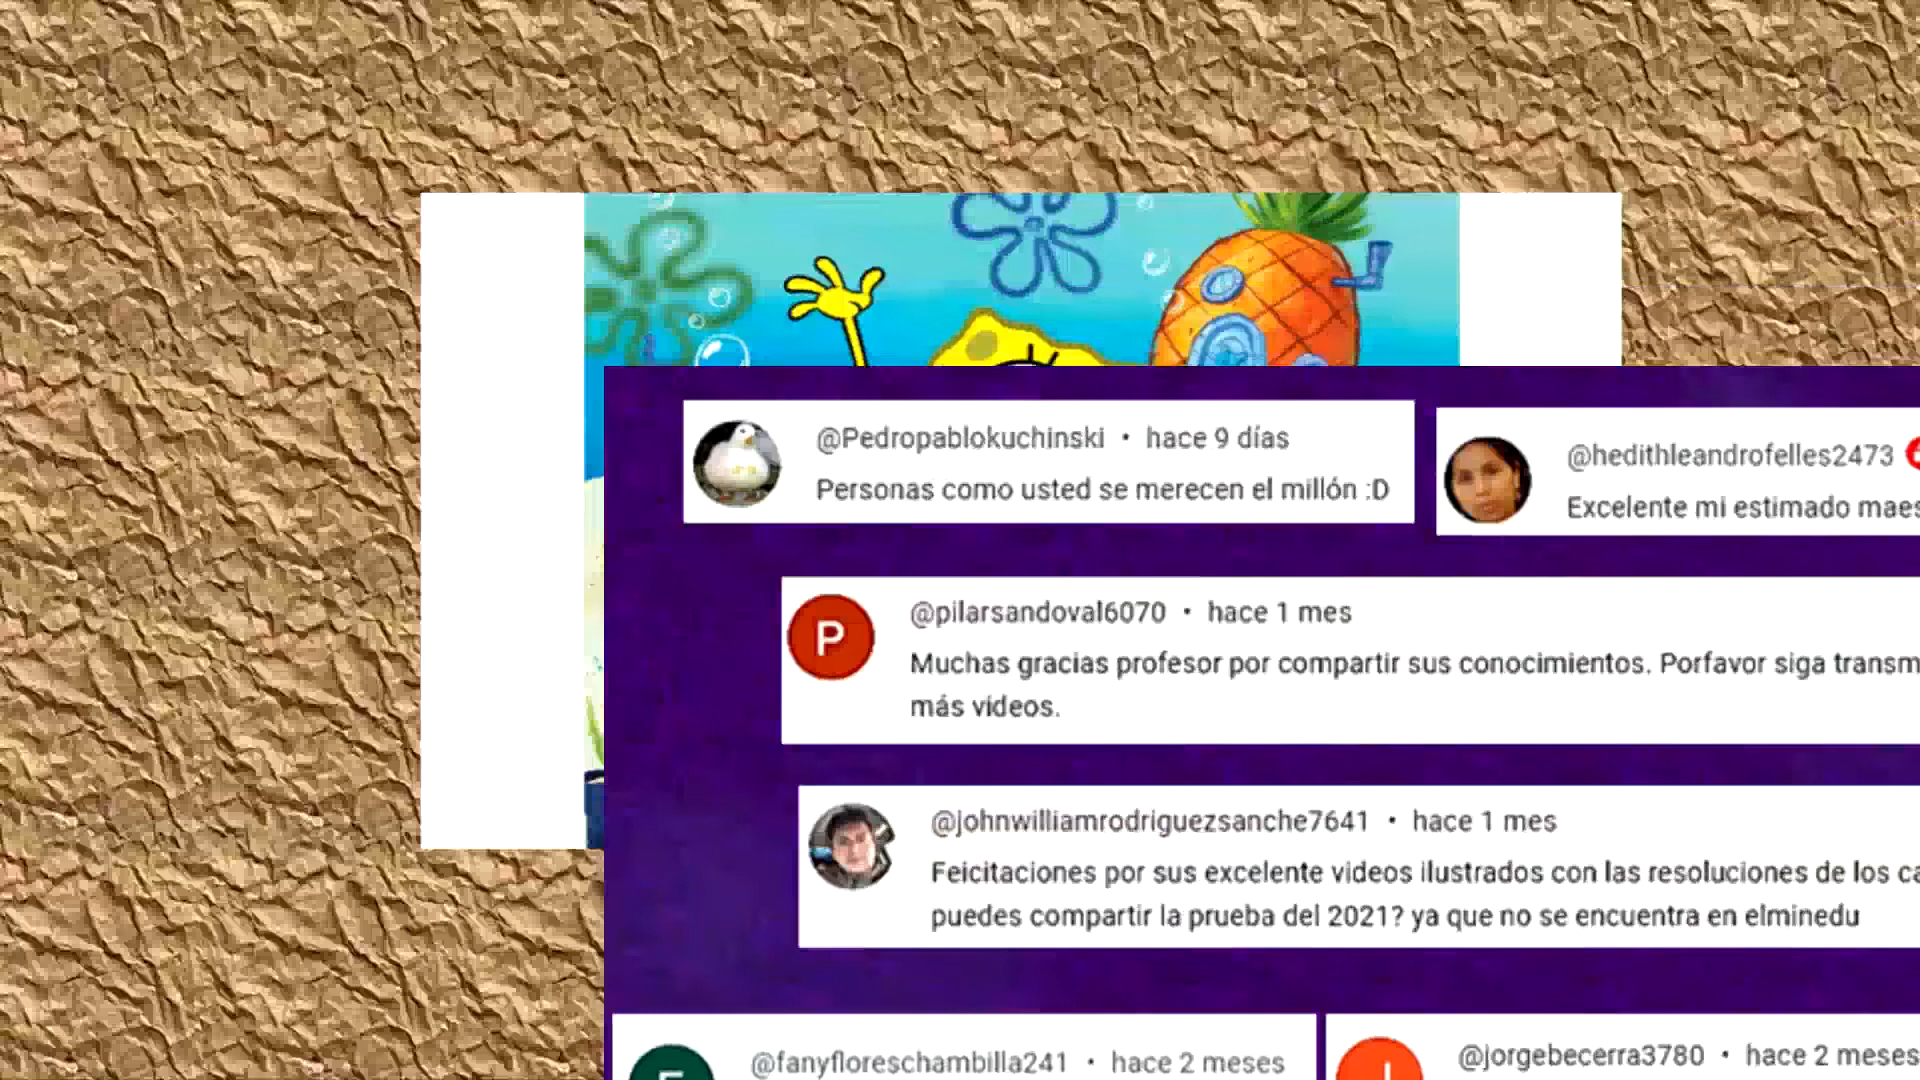 @Pedropablokuchinski • hace 9 días
Personas como usted se merecen el millón :D
@hedithleandrofelles2473
Excelente mi estimado maes
P
@pilarsandoval6070 • hace 1 mes
Muchas gracias profesor por compartir sus conocimientos. Porfavor siga transm
más videos.
@johnwilliamrodriguezsanche7641 • hace 1 mes
Feicitaciones por sus excelente videos ilustrados con las resoluciones de los ca
puedes compartir la prueba del 2021? ya que no se encuentra en elminedu
@fanyfloreschambilla241 • hace 2 meses
@jorgebecerra3780 • hace 2 meses